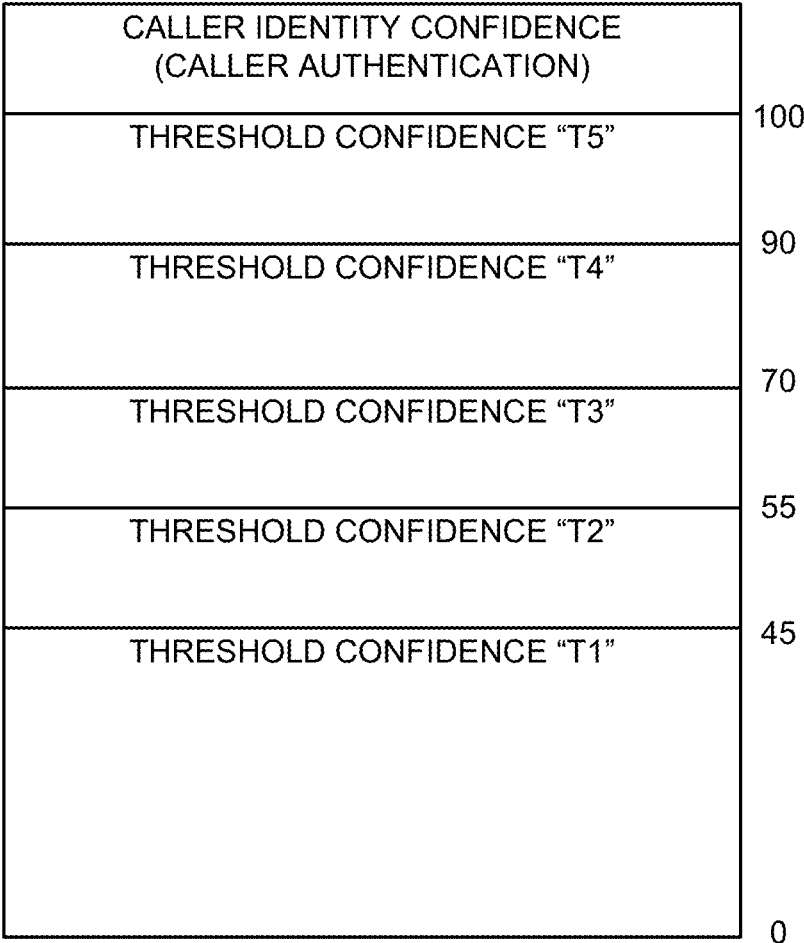 CALLER IDENTITY CONFIDENCE
(CALLER AUTHENTICATION)
100
THRESHOLD CONFIDENCE “T5”
90
THRESHOLD CONFIDENCE “T4”
70
THRESHOLD CONFIDENCE “T3”
55
THRESHOLD CONFIDENCE “T2”
45
THRESHOLD CONFIDENCE “T1”
0